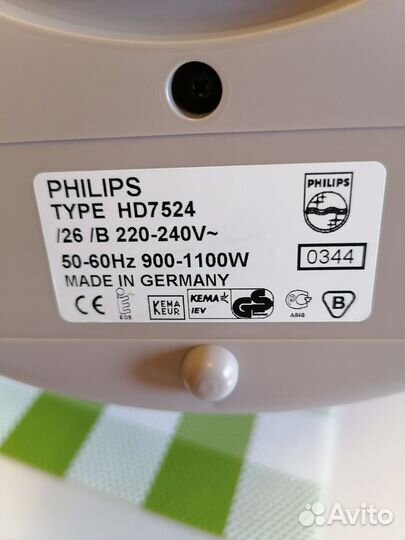 PHILIPS
TYPE HD7524
/26 /B 220-240V~
50-60Hz 900-1100W
MADE IN GERMANY
PHILIPS
0344
CE
KEMA
KEUR
KEMA
IEV
GS
B
Avito